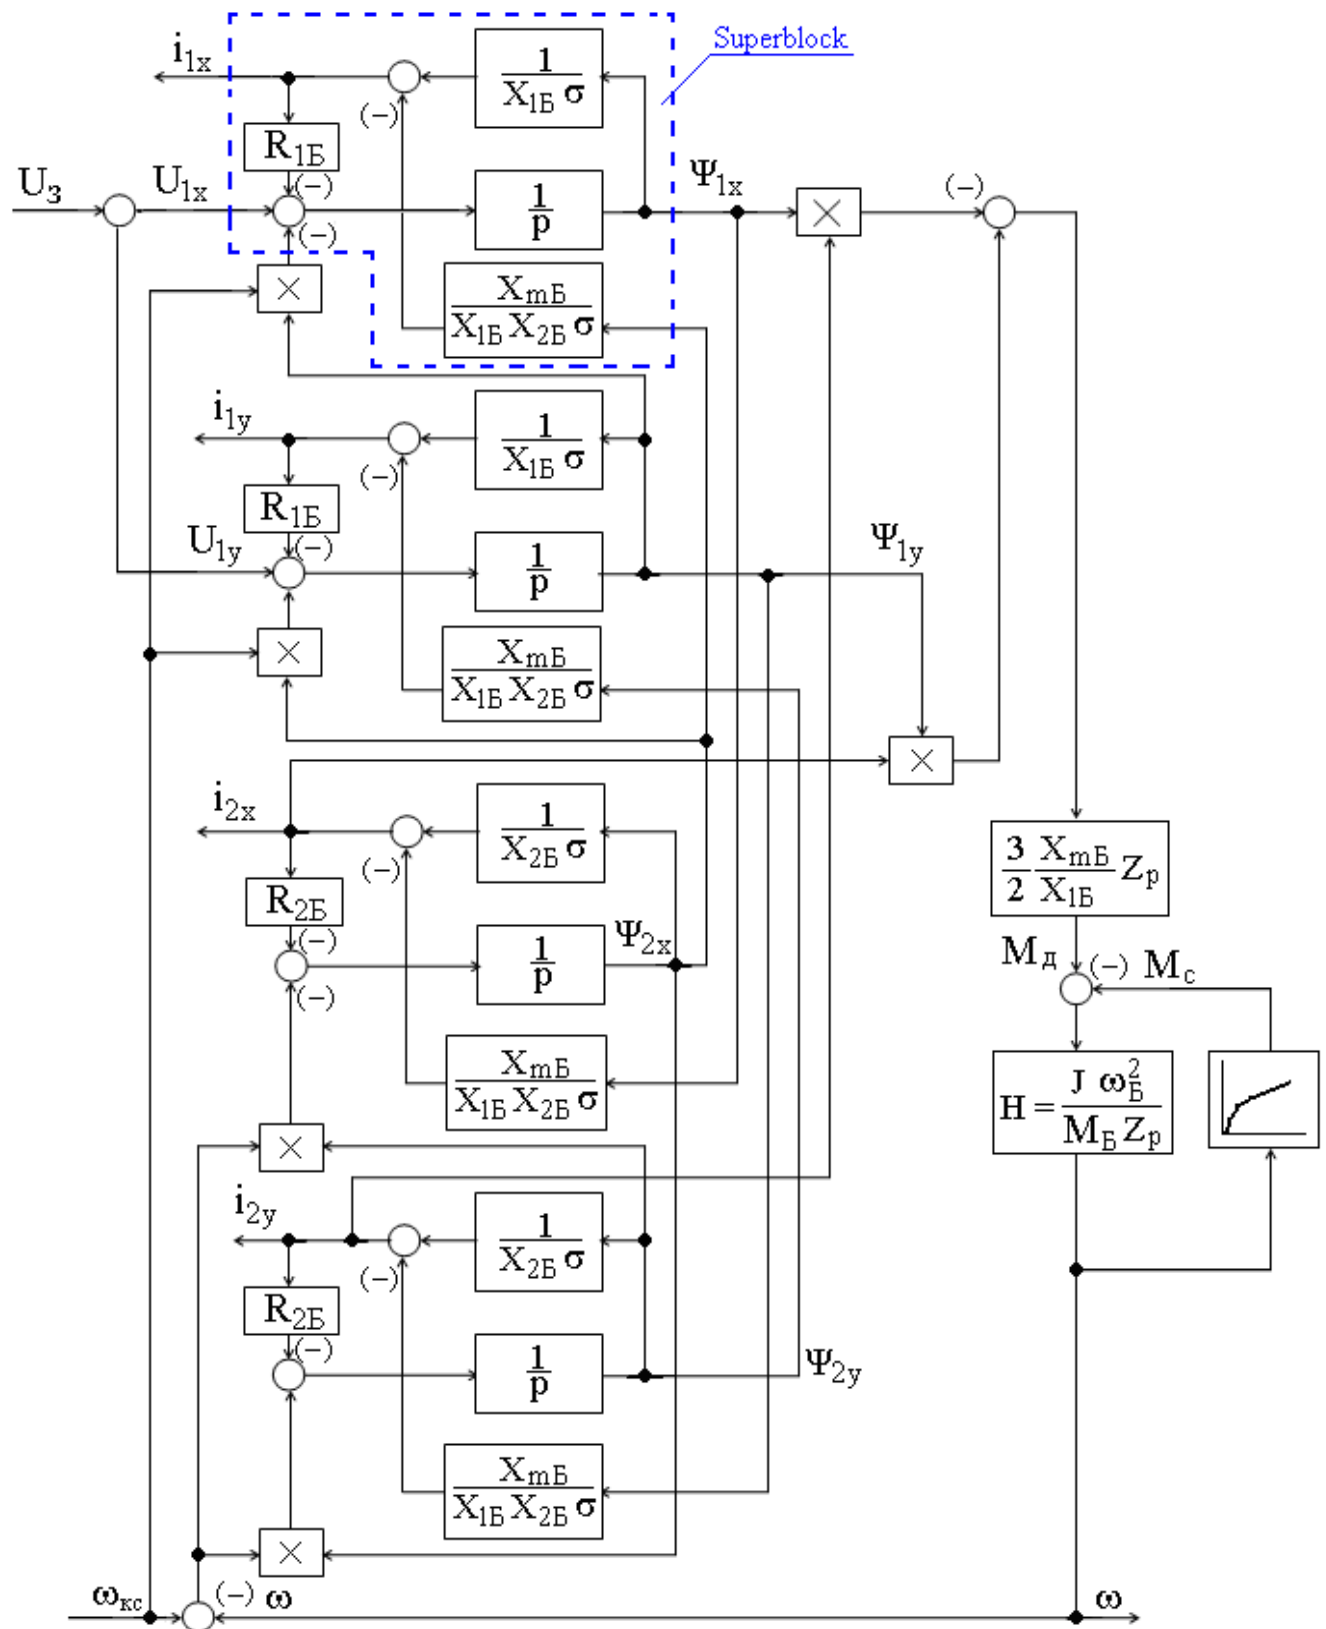 Superblock
i₁ₓ
1 / X₁Б σ
(−)
R₁Б
U₃ U₁ₓ
(−)
(−)
1 / p
Ψ₁ₓ
×
(−)
×
XmБ / X₁Б X₂Б σ
i₁y
1 / X₁Б σ
(−)
R₁Б
U₁y
(−)
1 / p
Ψ₁y
×
XmБ / X₁Б X₂Б σ
×
i₂ₓ
1 / X₂Б σ
(−)
R₂Б
(−)
(−)
1 / p
Ψ₂ₓ
3 / 2 XmБ / X₁Б Zp
Mд (−) Mс
XmБ / X₁Б X₂Б σ
H = J ωБ² / MБ Zp
×
i₂y
1 / X₂Б σ
(−)
R₂Б
(−)
1 / p
Ψ₂y
XmБ / X₁Б X₂Б σ
×
ωкс (−) ω ω